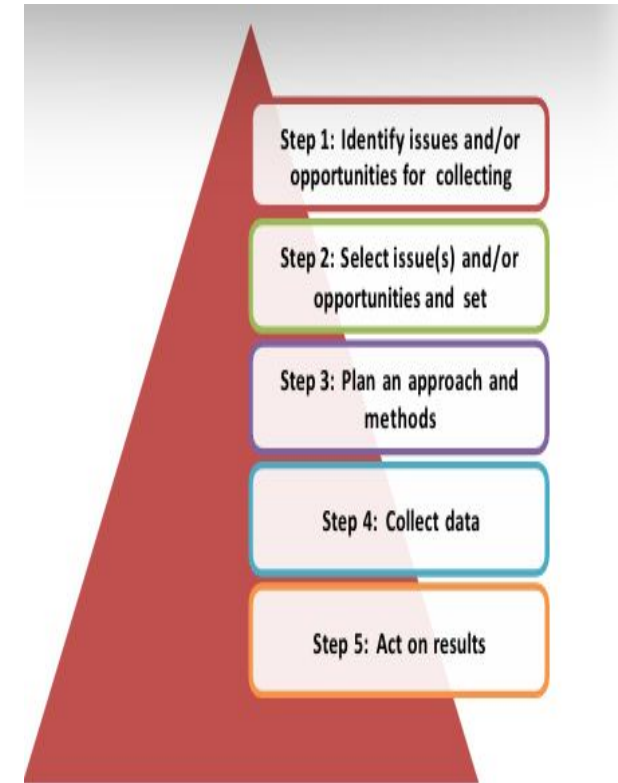 Step 1: Identify issues and/or
opportunities for collecting
Step 2: Select issue(s) and/or
opportunities and set
Step 3: Plan an approach and
methods
Step 4: Collect data
Step 5: Act on results